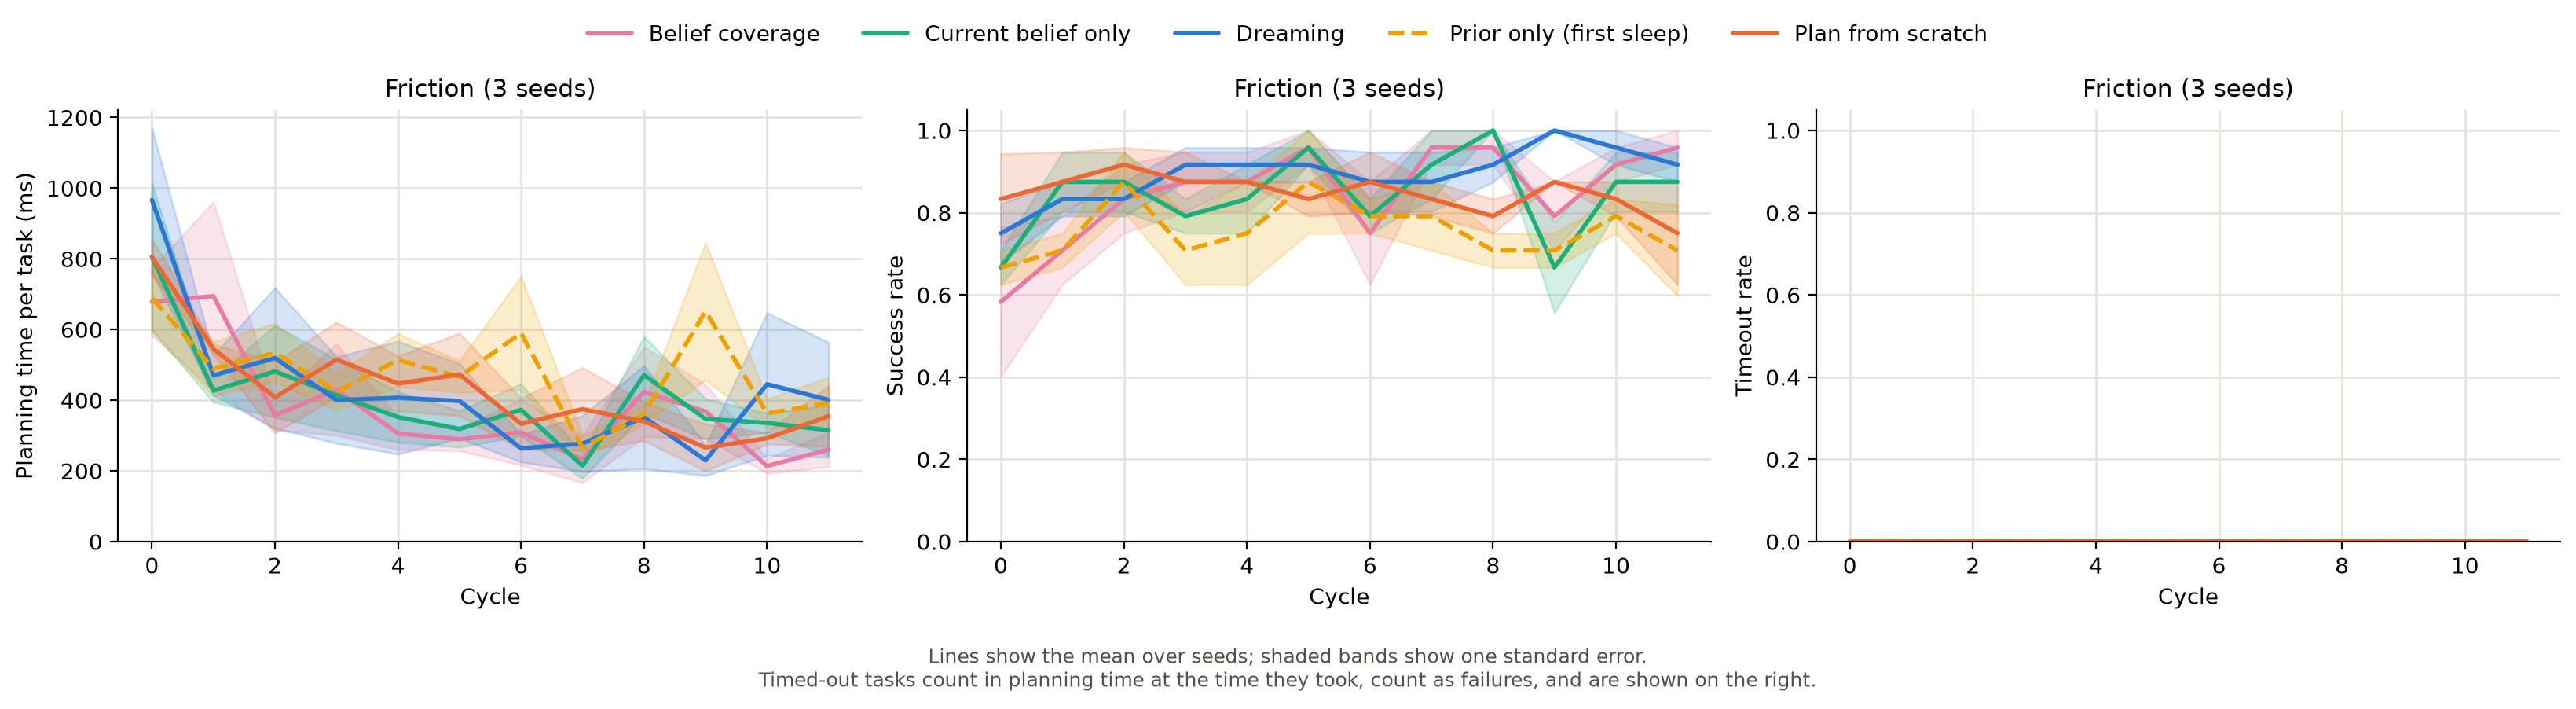 Belief coverage
Current belief only
Dreaming
Prior only (first sleep)
Plan from scratch
Friction (3 seeds)
Planning time per task (ms)
1200
1000
800
600
400
200
0
0 2 4 6 8 10
Cycle
Friction (3 seeds)
Success rate
1.0
0.8
0.6
0.4
0.2
0.0
0 2 4 6 8 10
Cycle
Friction (3 seeds)
Timeout rate
1.0
0.8
0.6
0.4
0.2
0.0
0 2 4 6 8 10
Cycle
Lines show the mean over seeds; shaded bands show one standard error.
Timed-out tasks count in planning time at the time they took, count as failures, and are shown on the right.